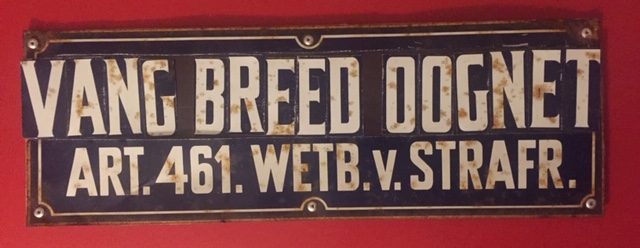 VANG BREED OOGNET
ART. 461. WETB. v. STRAFR.